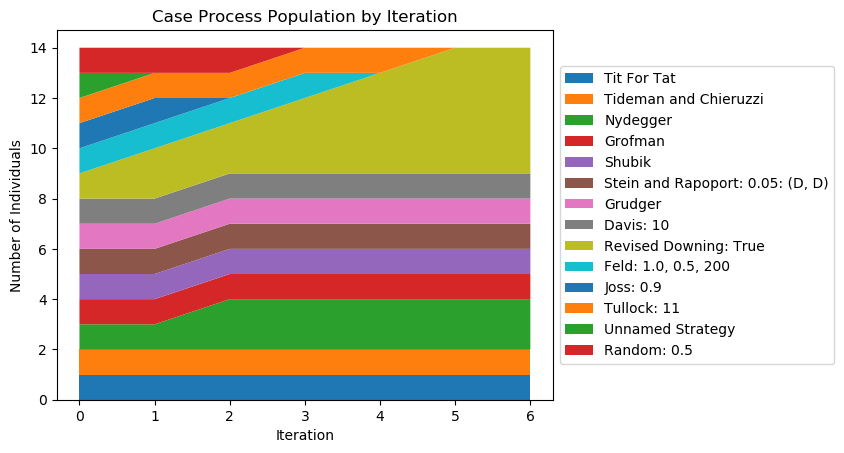 Case Process Population by Iteration
14
12
10
8
6
4
2
0
Number of Individuals
0 1 2 3 4 5 6
Iteration
Tit For Tat
Tideman and Chieruzzi
Nydegger
Grofman
Shubik
Stein and Rapoport: 0.05: (D, D)
Grudger
Davis: 10
Revised Downing: True
Feld: 1.0, 0.5, 200
Joss: 0.9
Tullock: 11
Unnamed Strategy
Random: 0.5